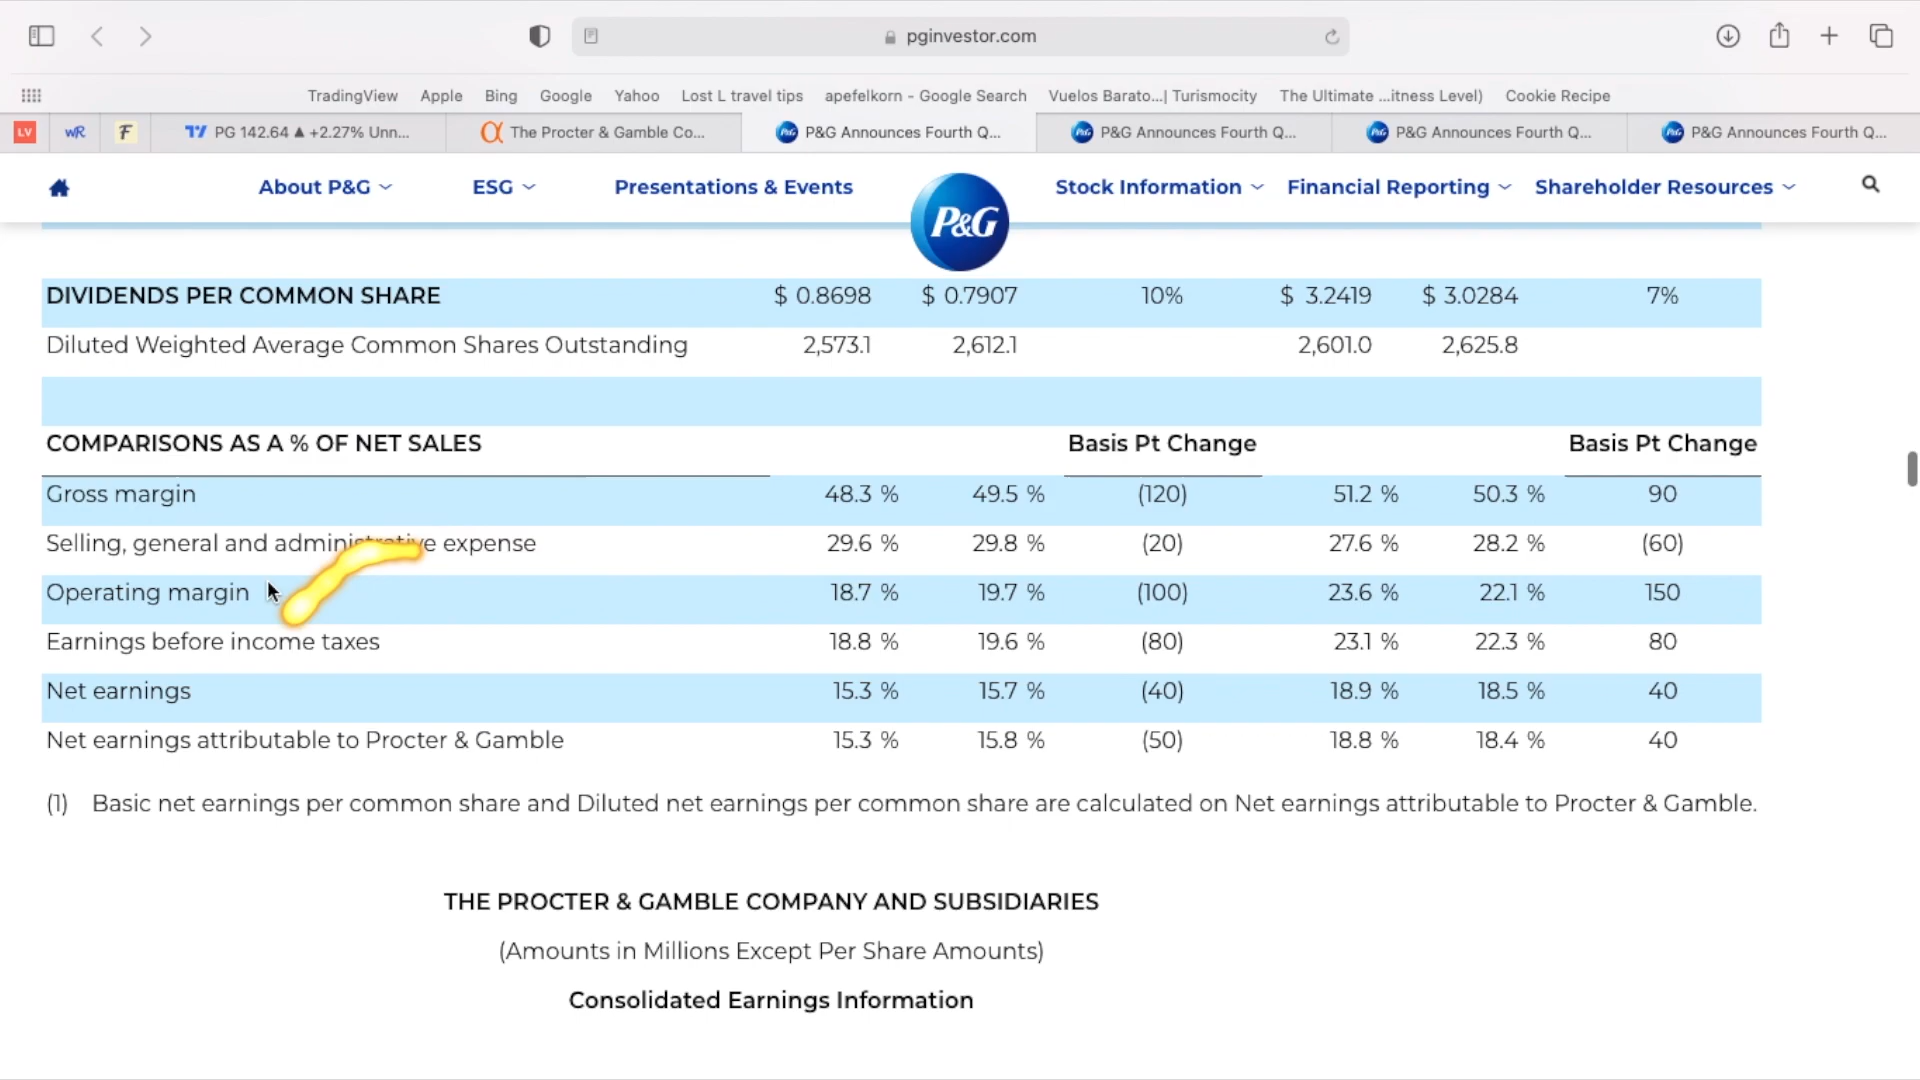 pginvestor.com
TradingView Apple Bing Google Yahoo Lost L travel tips apefelkorn - Google Search Vuelos Barato...| Turismocity The Ultimate ...itness Level) Cookie Recipe
LV wR F PG 142.64 ▲ +2.27% Unn... The Procter & Gamble Co... P&G Announces Fourth Q... P&G Announces Fourth Q... P&G Announces Fourth Q... P&G Announces Fourth Q...
About P&G ESG Presentations & Events P&G Stock Information Financial Reporting Shareholder Resources
DIVIDENDS PER COMMON SHARE $ 0.8698 $ 0.7907 10% $ 3.2419 $ 3.0284 7%
Diluted Weighted Average Common Shares Outstanding 2,573.1 2,612.1 2,601.0 2,625.8
COMPARISONS AS A % OF NET SALES Basis Pt Change Basis Pt Change
Gross margin 48.3 % 49.5 % (120) 51.2 % 50.3 % 90
Selling, general and administrative expense 29.6 % 29.8 % (20) 27.6 % 28.2 % (60)
Operating margin 18.7 % 19.7 % (100) 23.6 % 22.1 % 150
Earnings before income taxes 18.8 % 19.6 % (80) 23.1 % 22.3 % 80
Net earnings 15.3 % 15.7 % (40) 18.9 % 18.5 % 40
Net earnings attributable to Procter & Gamble 15.3 % 15.8 % (50) 18.8 % 18.4 % 40
(1) Basic net earnings per common share and Diluted net earnings per common share are calculated on Net earnings attributable to Procter & Gamble.
THE PROCTER & GAMBLE COMPANY AND SUBSIDIARIES
(Amounts in Millions Except Per Share Amounts)
Consolidated Earnings Information